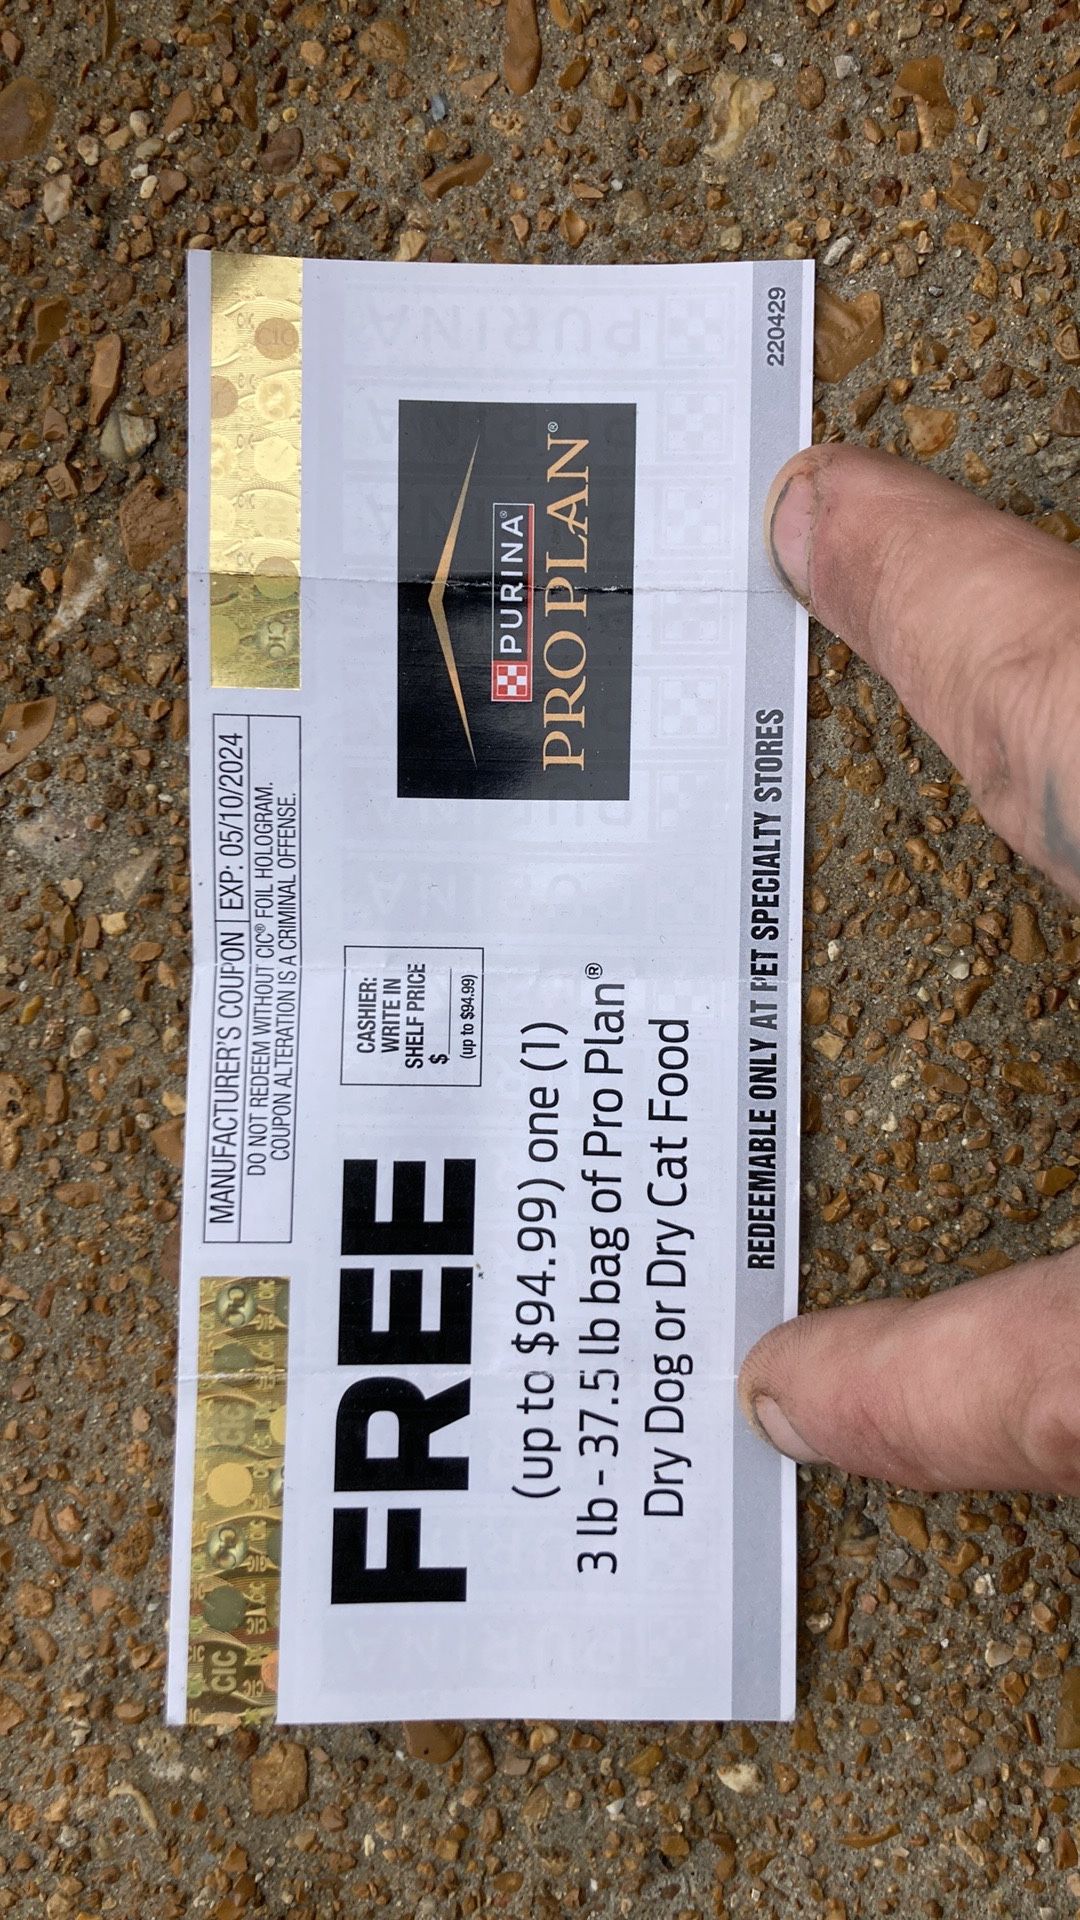 MANUFACTURER'S COUPON EXP: 05/10/2024
DO NOT REDEEM WITHOUT CIC® FOIL HOLOGRAM.
COUPON ALTERATION IS A CRIMINAL OFFENSE.
FREE
CASHIER:
WRITE IN
SHELF PRICE
$
(up to $94.99)
(up to $94.99) one (1)
3 lb - 37.5 lb bag of Pro Plan®
Dry Dog or Dry Cat Food
PURINA®
PRO PLAN®
REDEEMABLE ONLY AT PET SPECIALTY STORES
220429
CIC